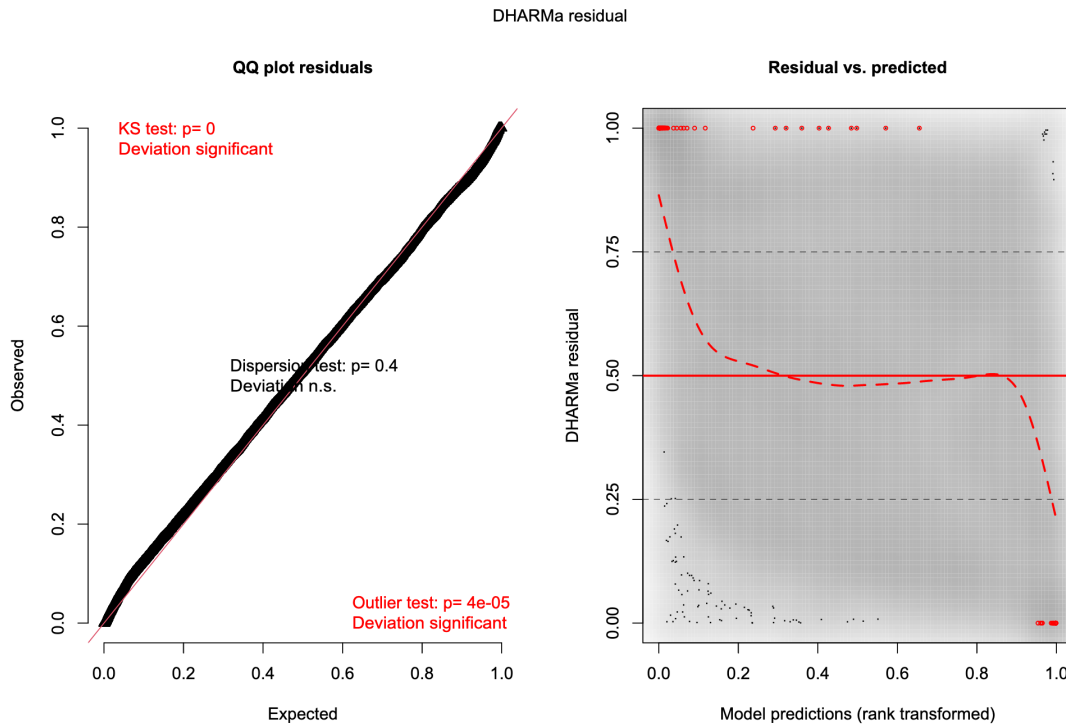 DHARMa residual
QQ plot residuals
KS test: p= 0
Deviation significant
Dispersion test: p= 0.4
Deviation n.s.
Outlier test: p= 4e-05
Deviation significant
Observed
0.0
0.2
0.4
0.6
0.8
1.0
0.0
0.2
0.4
0.6
0.8
1.0
Expected
Residual vs. predicted
DHARMa residual
0.00
0.25
0.50
0.75
1.00
0.0
0.2
0.4
0.6
0.8
1.0
Model predictions (rank transformed)